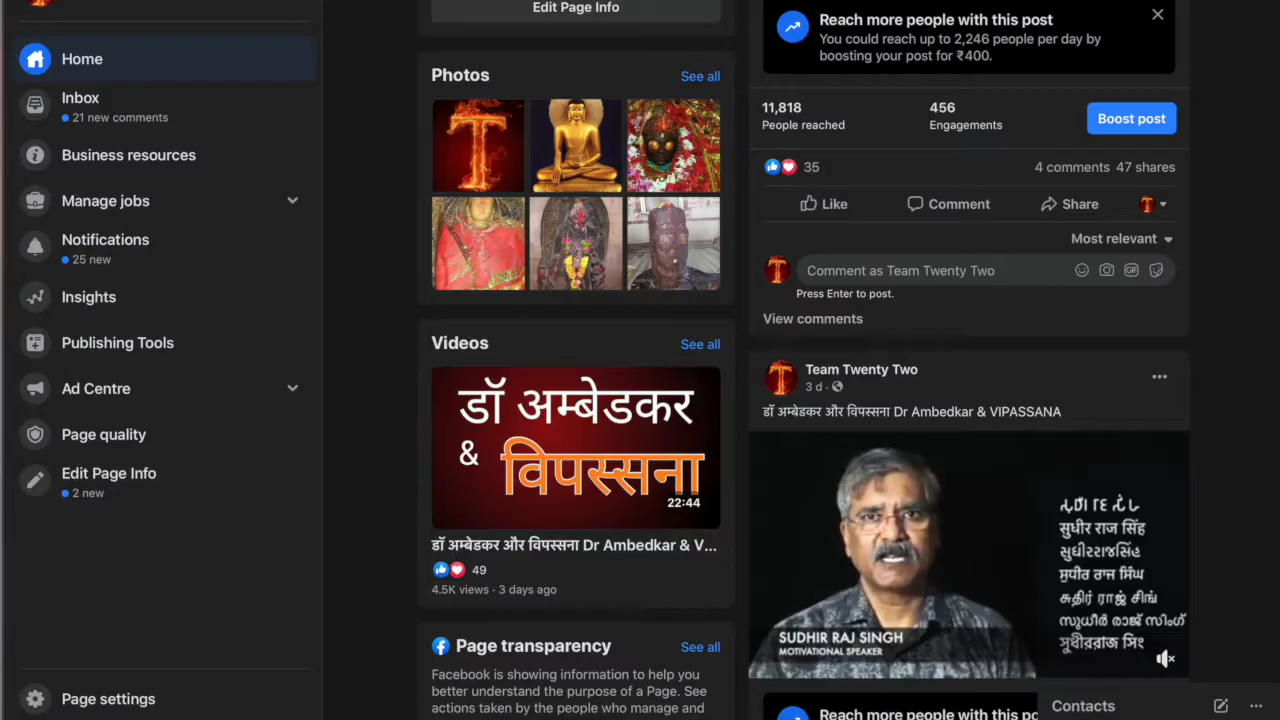 Home
Inbox
21 new comments
Business resources
Manage jobs
Notifications
25 new
Insights
Publishing Tools
Ad Centre
Page quality
Edit Page Info
2 new
Page settings
Edit Page Info
Photos
See all
T
Videos
See all
डॉ अम्बेडकर
&
विपस्सना
22:44
डॉ अम्बेडकर और विपस्सना Dr Ambedkar & V...
49
4.5K views · 3 days ago
Page transparency
See all
Facebook is showing information to help you
better understand the purpose of a Page. See
actions taken by the people who manage and
Reach more people with this post
You could reach up to 2,246 people per day by
boosting your post for ₹400.
11,818
People reached
456
Engagements
Boost post
35
4 comments 47 shares
Like
Comment
Share
Most relevant
Comment as Team Twenty Two
GIF
Press Enter to post.
View comments
Team Twenty Two
3 d
डॉ अम्बेडकर और विपस्सना Dr Ambedkar & VIPASSANA
सुधीर राज सिंह
SUDHIR RAJ SINGH
MOTIVATIONAL SPEAKER
Reach more people with this po
Contacts